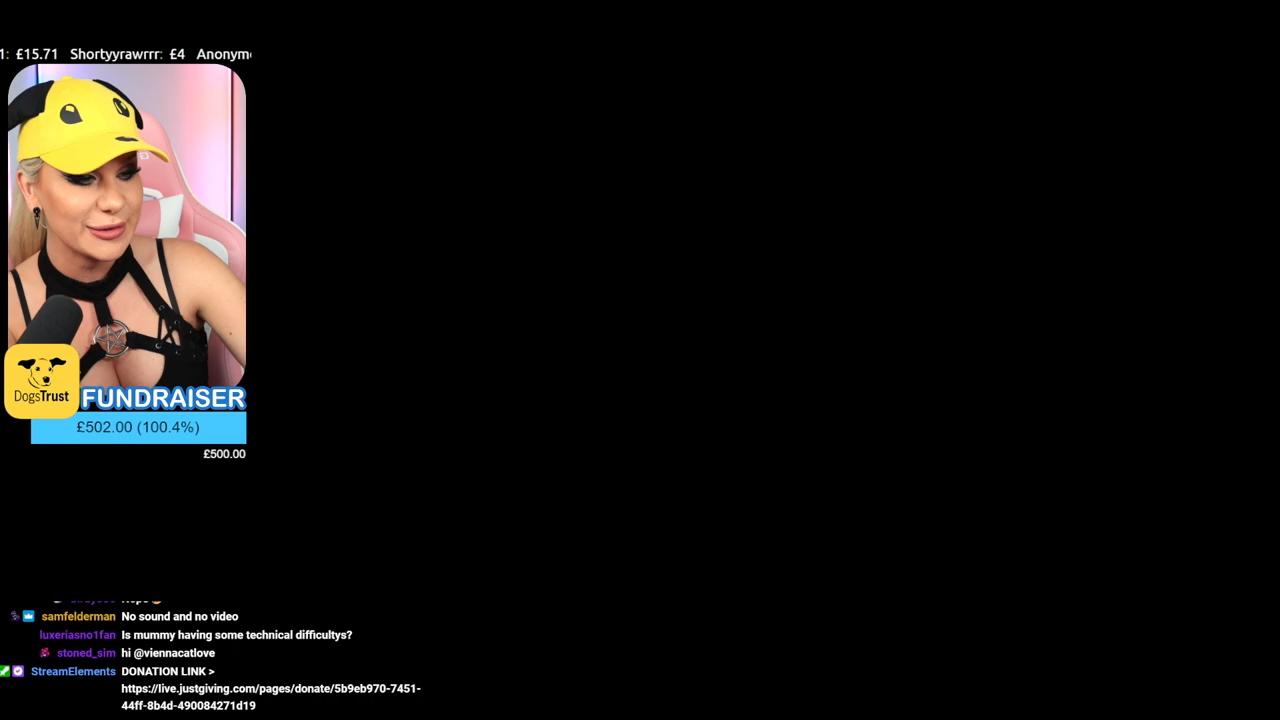 1: £15.71 Shortyyrawrrr: £4 Anonym
DogsTrust
FUNDRAISER
£502.00 (100.4%)
£500.00
samfelderman No sound and no video
luxeriasno1fan Is mummy having some technical difficultys?
stoned_sim hi @viennacatlove
StreamElements DONATION LINK >
https://live.justgiving.com/pages/donate/5b9eb970-7451-
44ff-8b4d-490084271d19